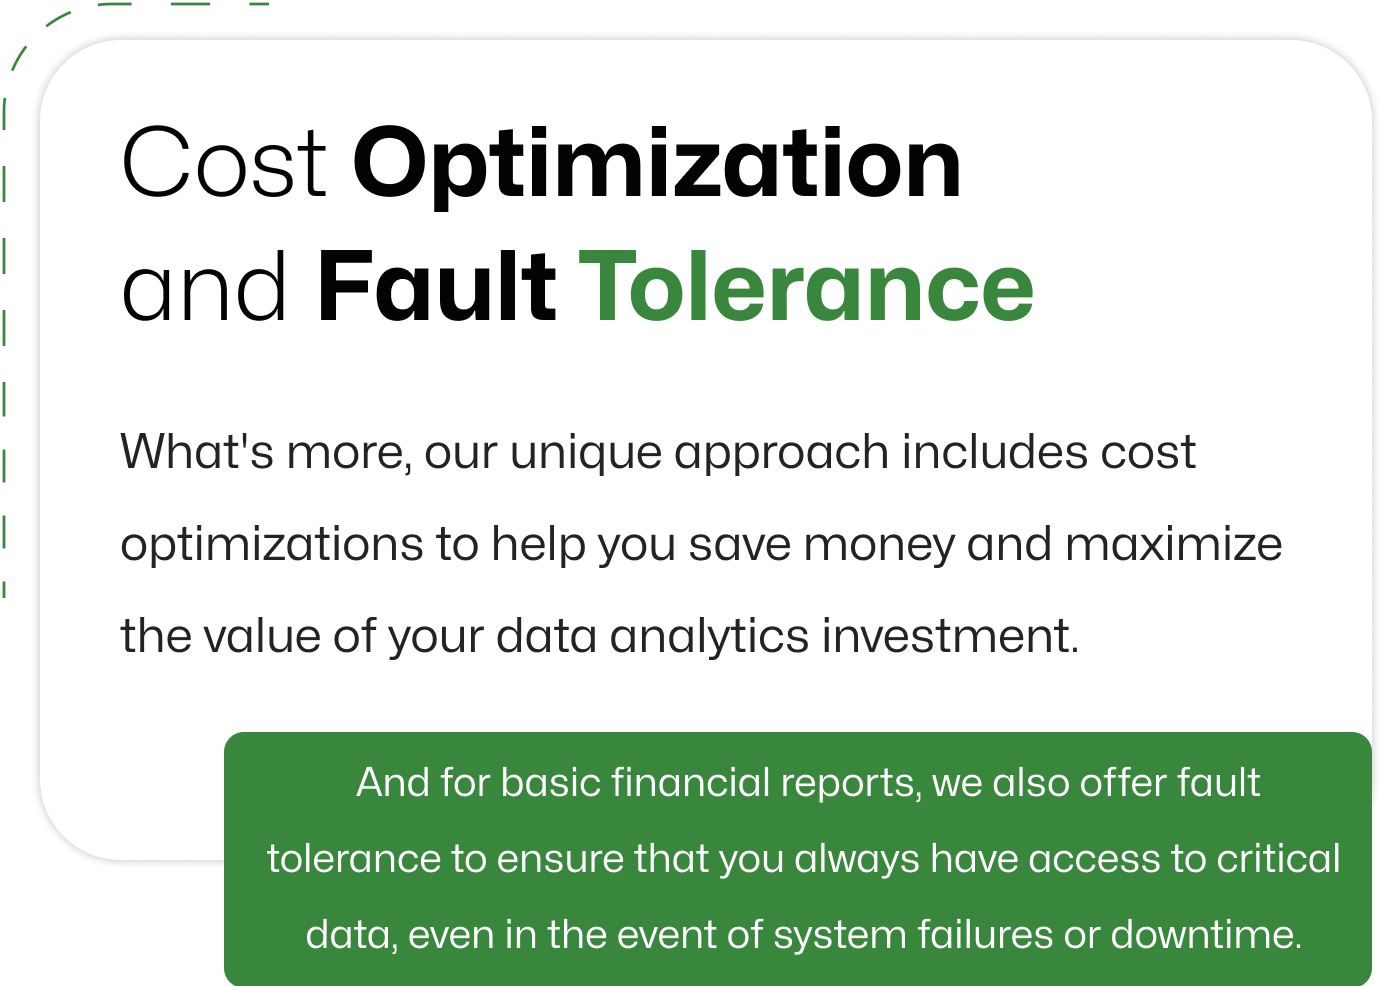 Cost Optimization
and Fault Tolerance
What's more, our unique approach includes cost
optimizations to help you save money and maximize
the value of your data analytics investment.
And for basic financial reports, we also offer fault
tolerance to ensure that you always have access to critical
data, even in the event of system failures or downtime.